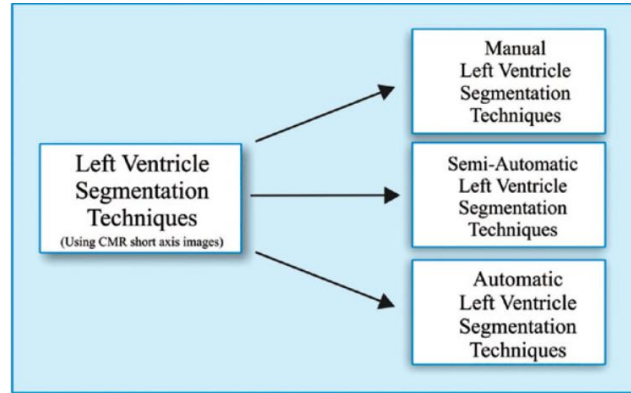 Left Ventricle
Segmentation
Techniques
(Using CMR short axis images)
Manual
Left Ventricle
Segmentation
Techniques
Semi-Automatic
Left Ventricle
Segmentation
Techniques
Automatic
Left Ventricle
Segmentation
Techniques